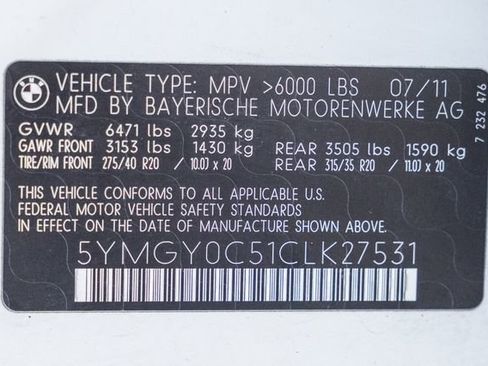 BMW
VEHICLE TYPE: MPV >6000 LBS 07/11
MFD BY BAYERISCHE MOTORENWERKE AG
GVWR 6471 lbs 2935 kg
GAWR FRONT 3153 lbs 1430 kg REAR 3505 lbs 1590 kg
TIRE/RIM FRONT 275/40 R20 / 10.0J x 20 REAR 315/35 R20 / 11.0J x 20
THIS VEHICLE CONFORMS TO ALL APPLICABLE U.S.
FEDERAL MOTOR VEHICLE SAFETY STANDARDS
IN EFFECT ON THE DATE OF MANUFACTURE SHOWN ABOVE.
5YMGY0C51CLK27531
7 232 476